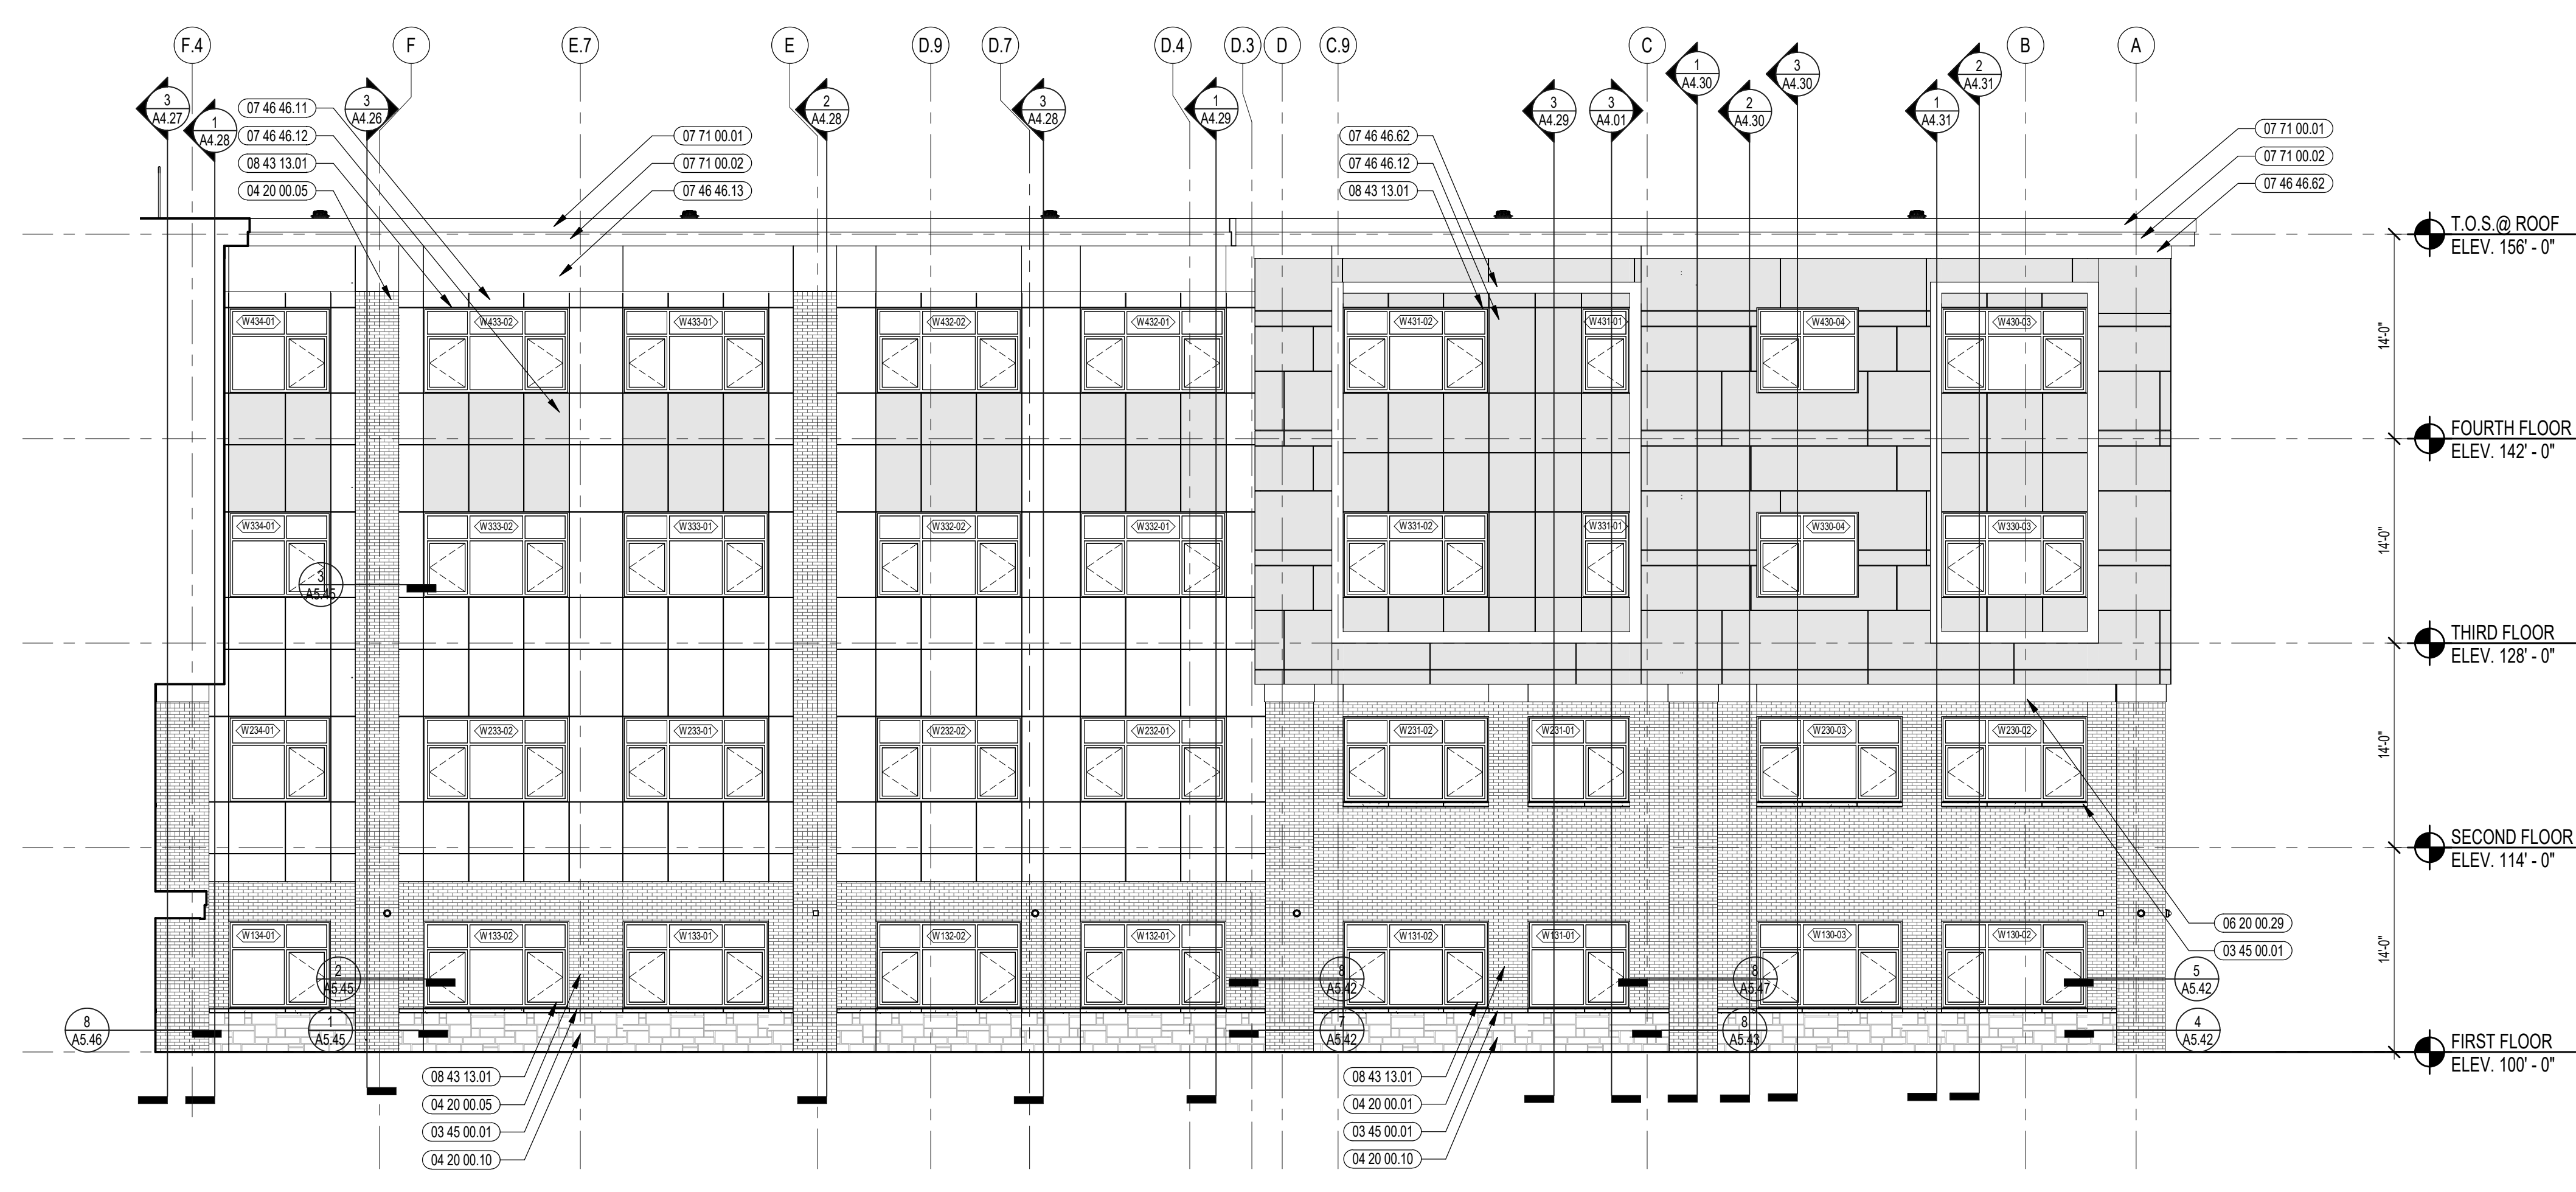 F.4
F
E.7
E
D.9
D.7
D.4
D.3
D
C.9
C
B
A
3
A4.27
1
A4.28
3
A4.26
2
A4.28
3
A4.28
1
A4.29
3
A4.29
3
A4.01
1
A4.30
2
A4.30
3
A4.30
1
A4.31
2
A4.31
07 46 46.11
07 46 46.12
08 43 13.01
04 20 00.05
07 71 00.01
07 71 00.02
07 46 46.13
07 46 46.62
07 46 46.12
08 43 13.01
07 71 00.01
07 71 00.02
07 46 46.62
T.O.S.@ ROOF
ELEV. 156' - 0"
14'-0"
W434-01
W433-02
W433-01
W432-02
W432-01
W431-02
W431-01
W430-04
W430-03
FOURTH FLOOR
ELEV. 142' - 0"
14'-0"
W334-01
W333-02
W333-01
W332-02
W332-01
W331-02
W331-01
W330-04
W330-03
3
A5.45
THIRD FLOOR
ELEV. 128' - 0"
14'-0"
W234-01
W233-02
W233-01
W232-02
W232-01
W231-02
W231-01
W230-03
W230-02
SECOND FLOOR
ELEV. 114' - 0"
14'-0"
06 20 00.29
03 45 00.01
W134-01
W133-02
W133-01
W132-02
W132-01
W131-02
W131-01
W130-03
W130-02
2
A5.45
8
A5.42
8
A5.47
5
A5.42
8
A5.46
1
A5.45
7
A5.42
8
A5.43
4
A5.42
FIRST FLOOR
ELEV. 100' - 0"
08 43 13.01
04 20 00.05
03 45 00.01
04 20 00.10
08 43 13.01
04 20 00.01
03 45 00.01
04 20 00.10